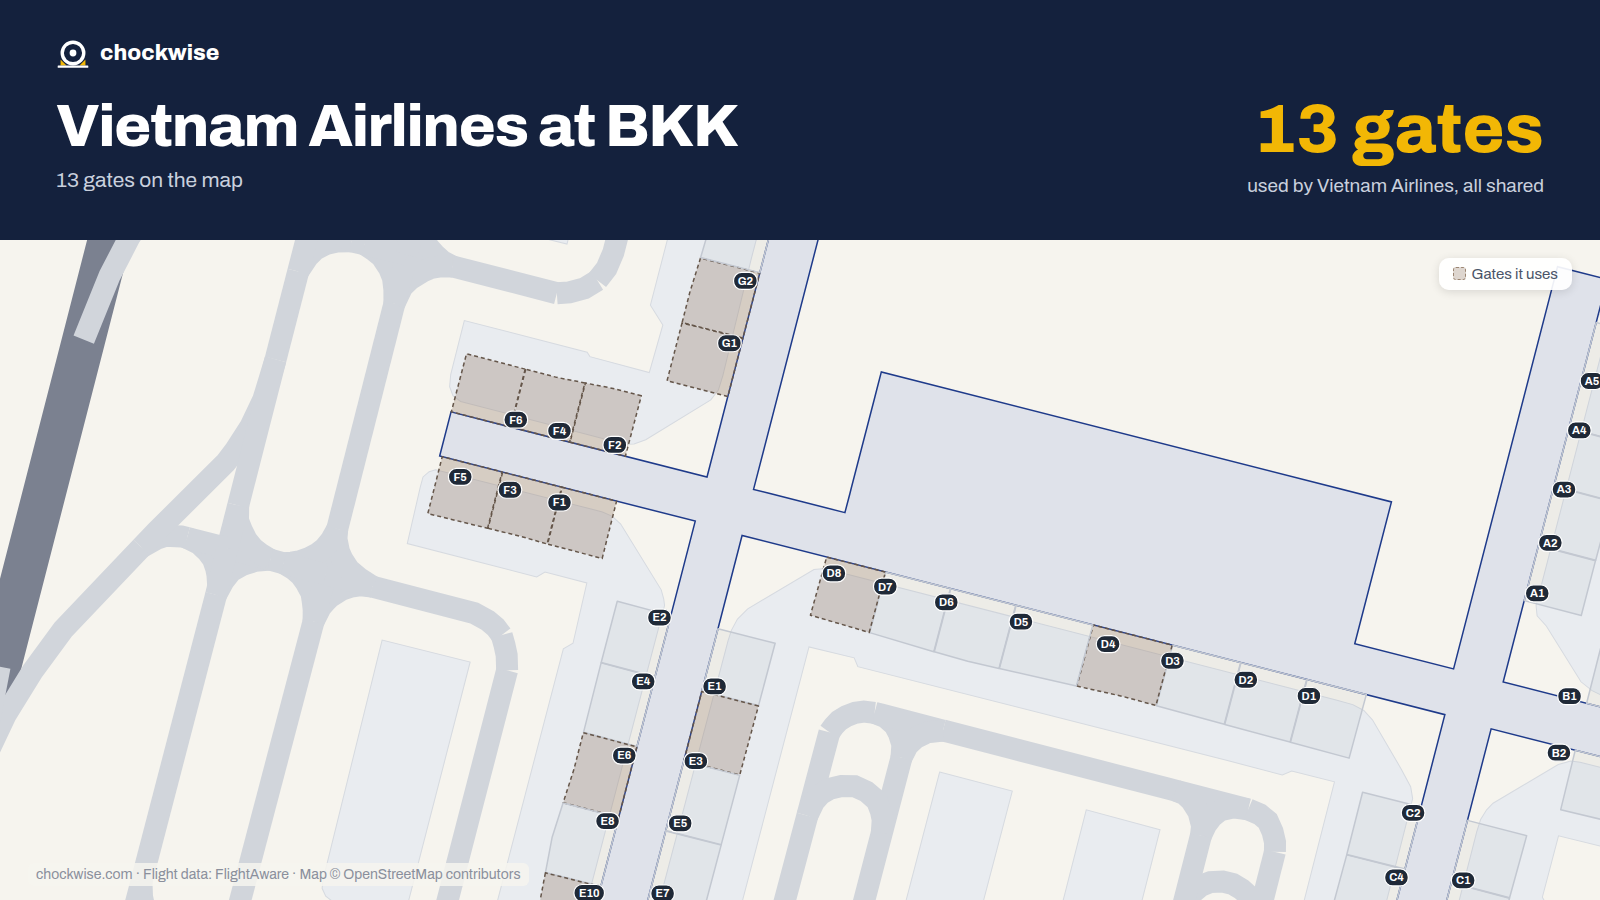 chockwise
Vietnam Airlines at BKK
13 gates on the map
13 gates
used by Vietnam Airlines, all shared
Gates it uses
G2
G1
F6
F4
F2
F5
F3
F1
A5
A4
A3
A2
A1
D8
D7
D6
D5
D4
D3
D2
D1
E2
E4
E1
E6
E3
E8
E5
E10
E7
B1
B2
C2
C4
C1
chockwise.com · Flight data: FlightAware · Map © OpenStreetMap contributors